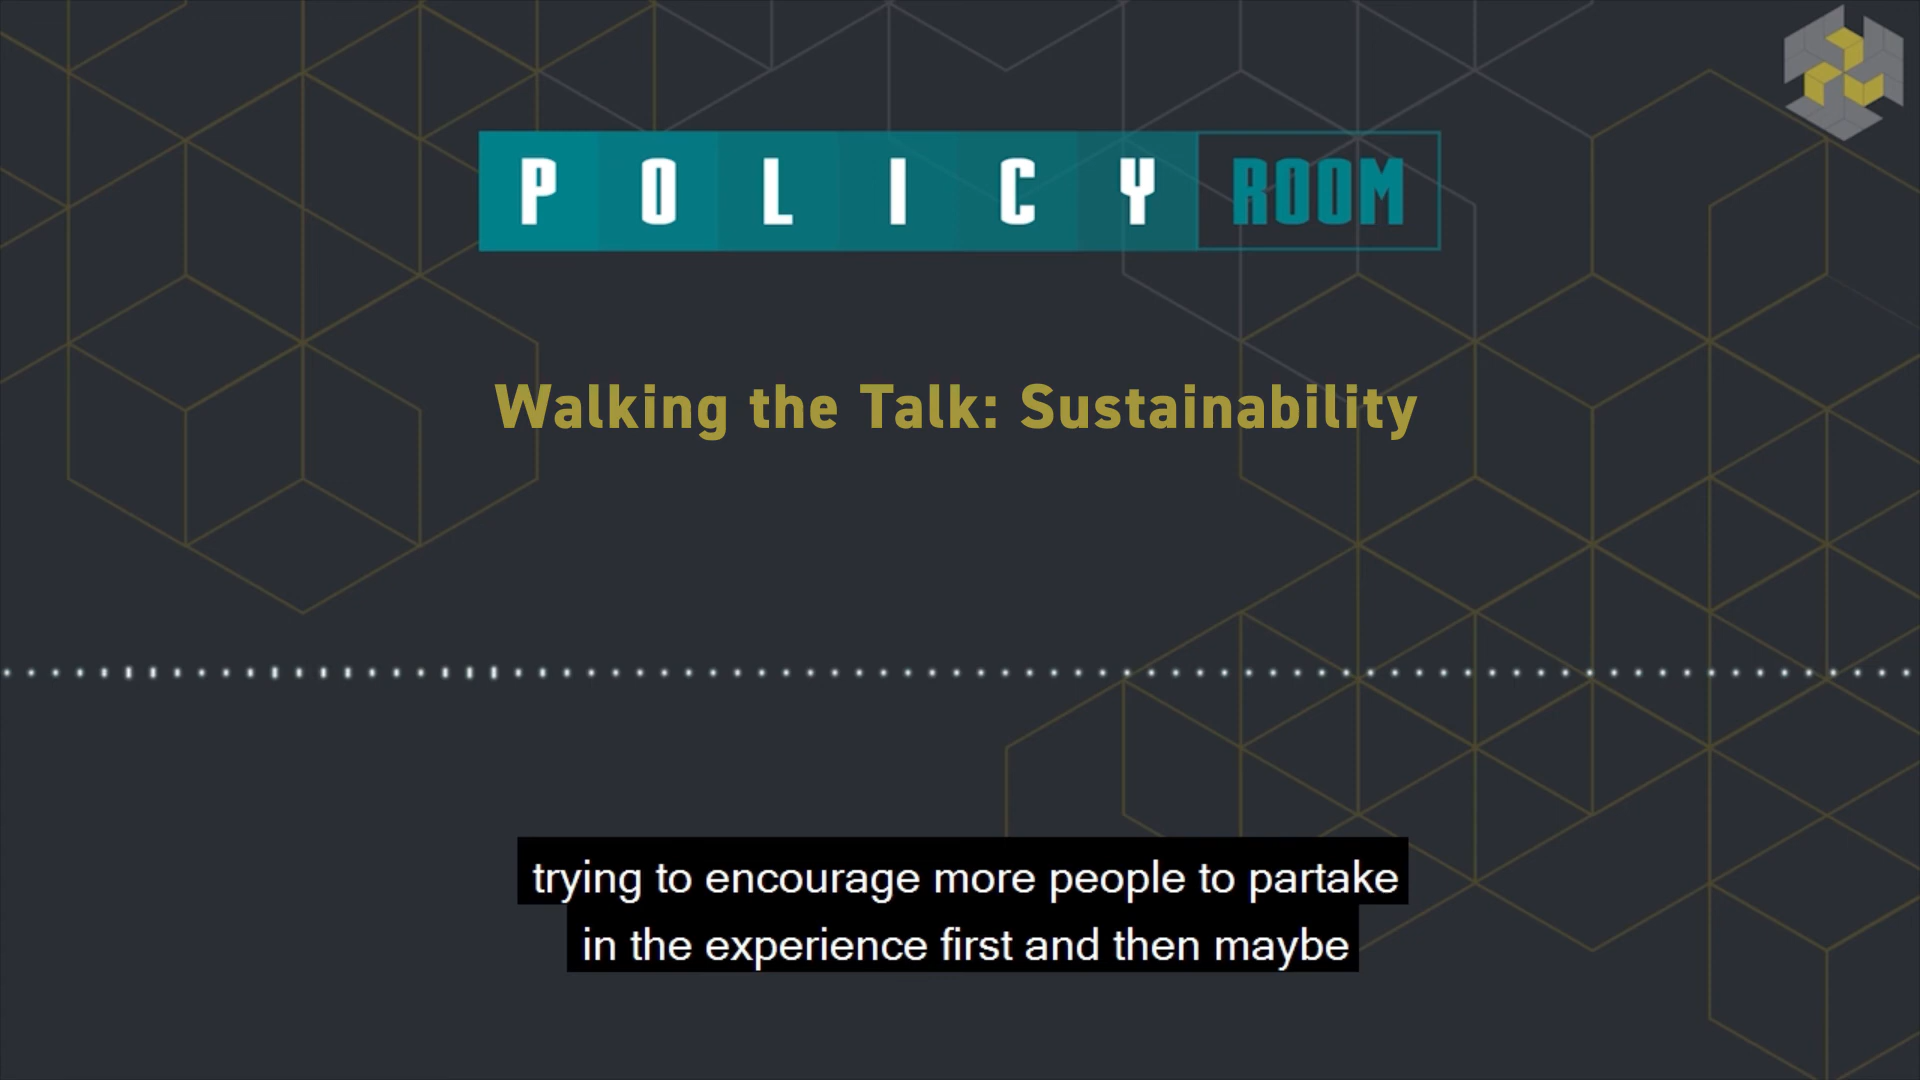 POLICY ROOM
Walking the Talk: Sustainability
trying to encourage more people to partake
in the experience first and then maybe